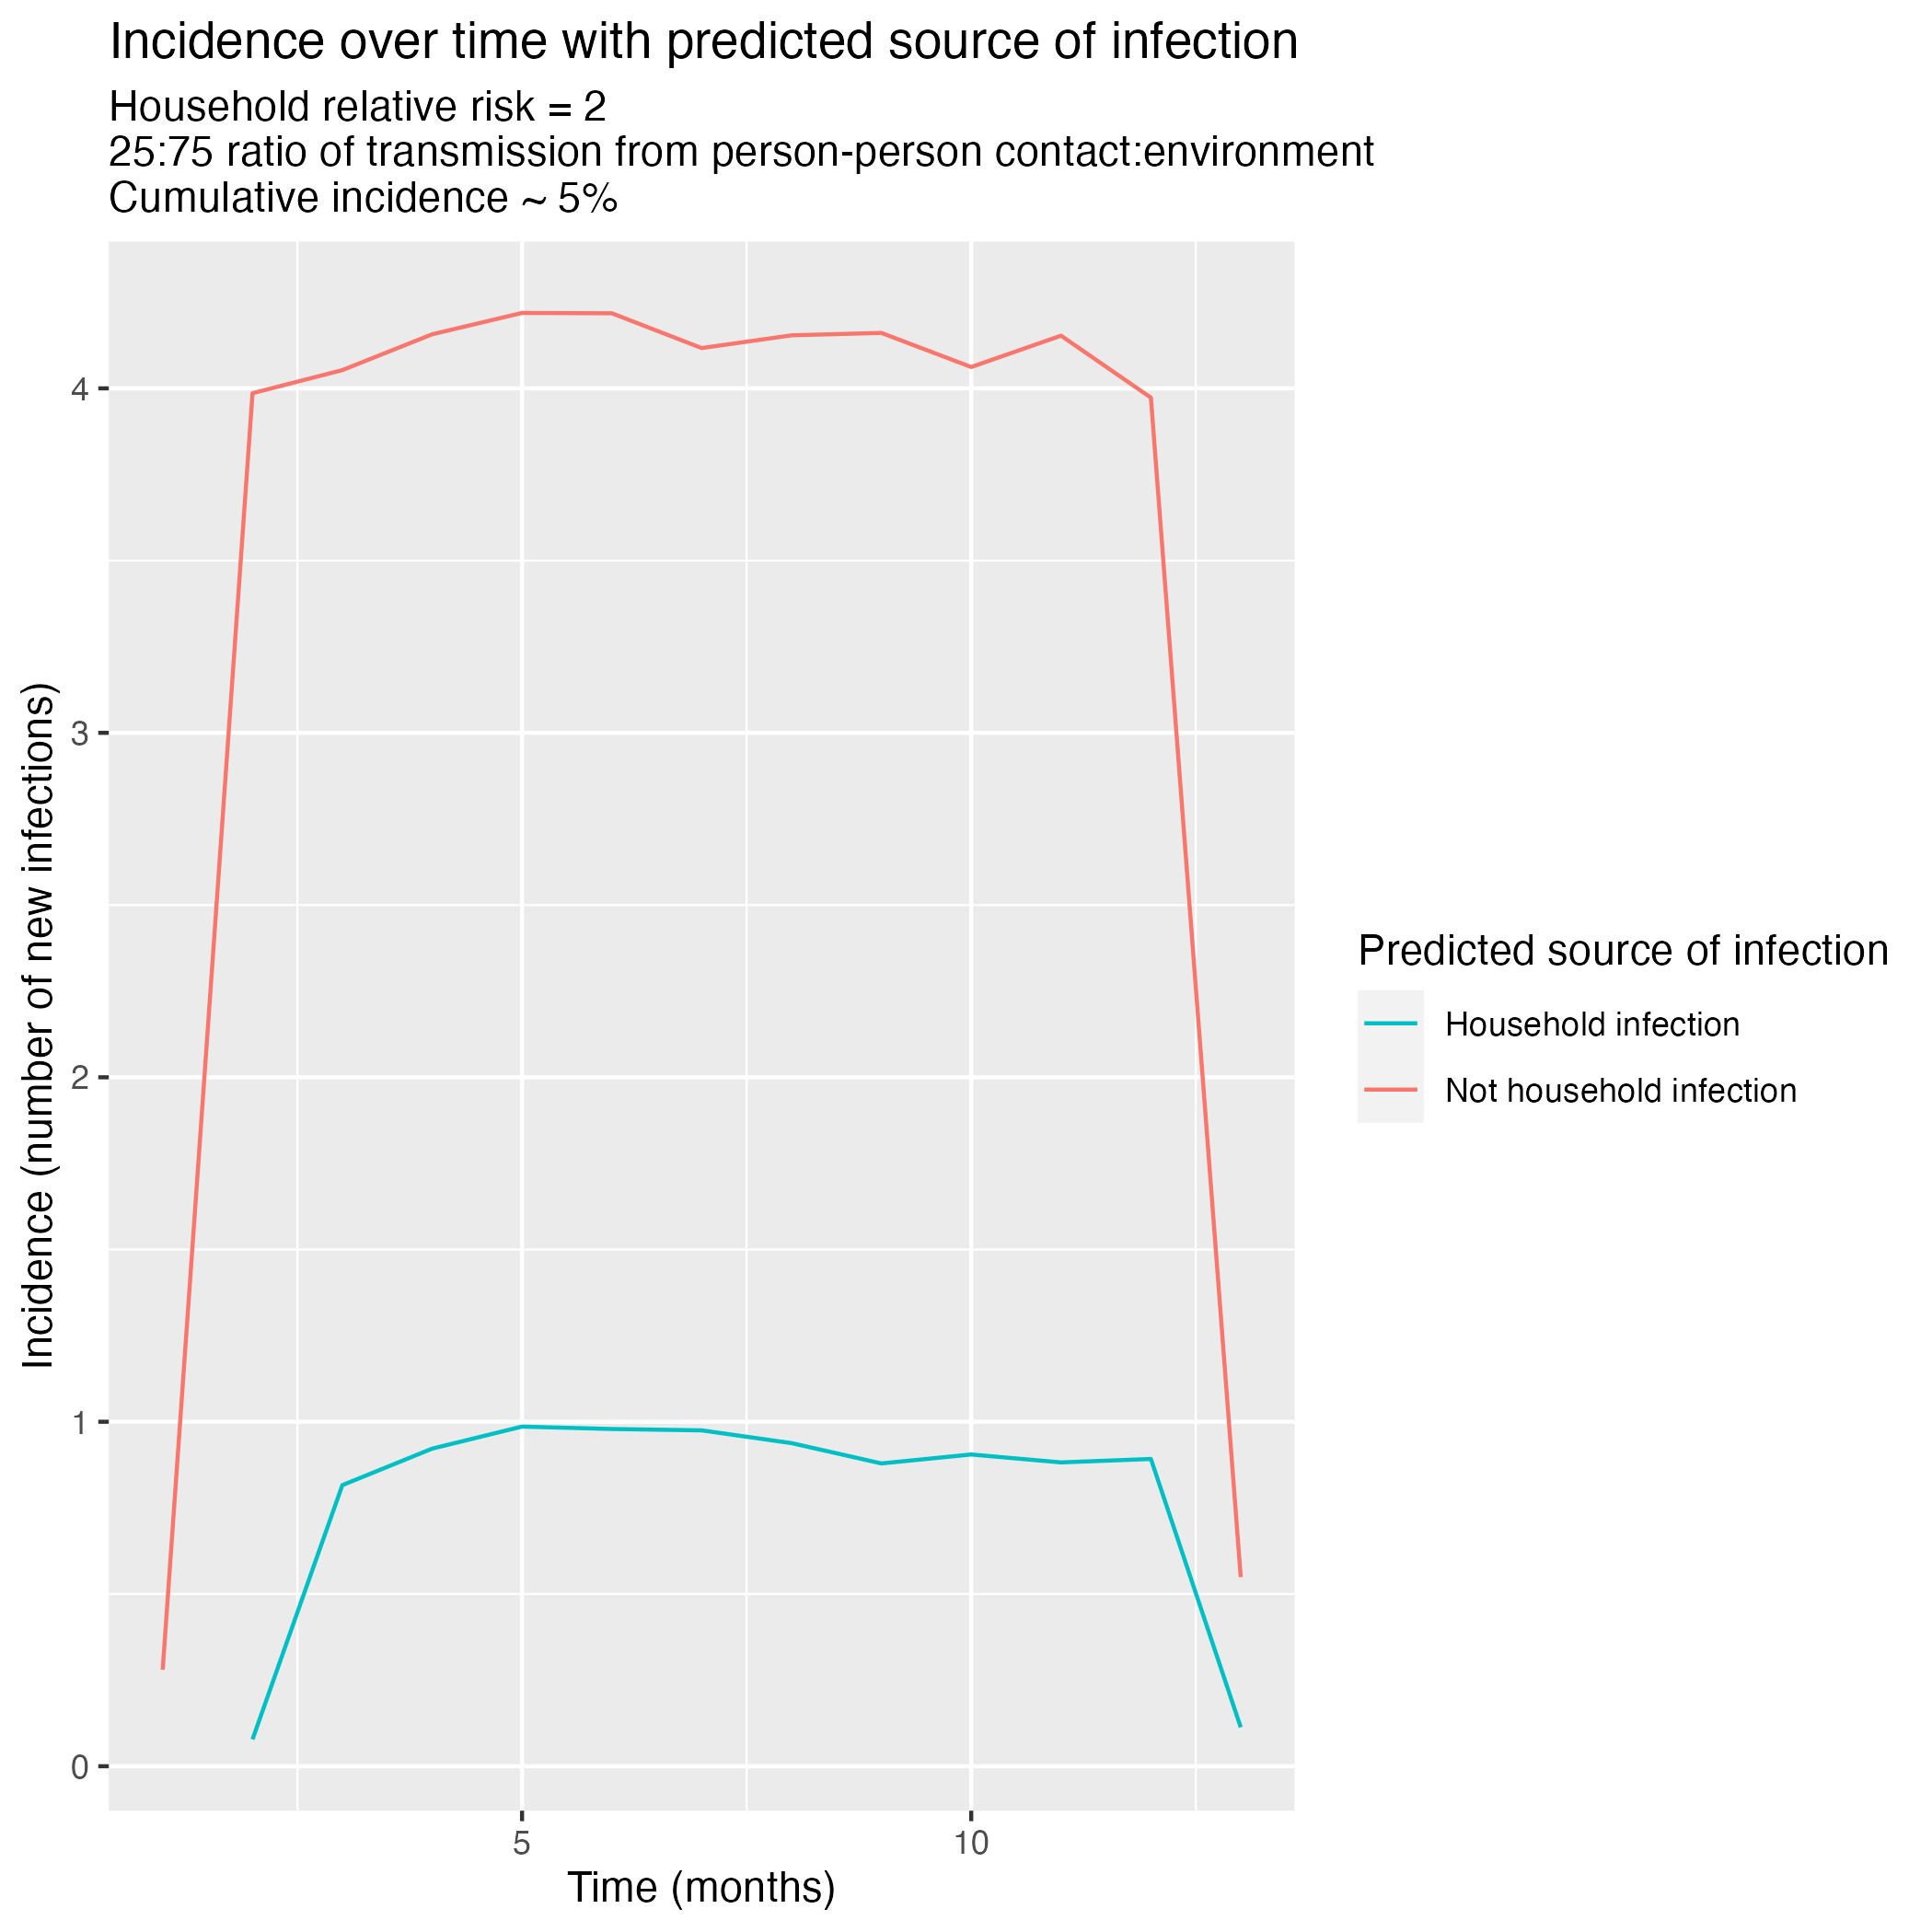 Incidence over time with predicted source of infection
Household relative risk = 2
25:75 ratio of transmission from person-person contact:environment
Cumulative incidence ~ 5%
Incidence (number of new infections)
4
3
2
1
0
5
10
Time (months)
Predicted source of infection
Household infection
Not household infection